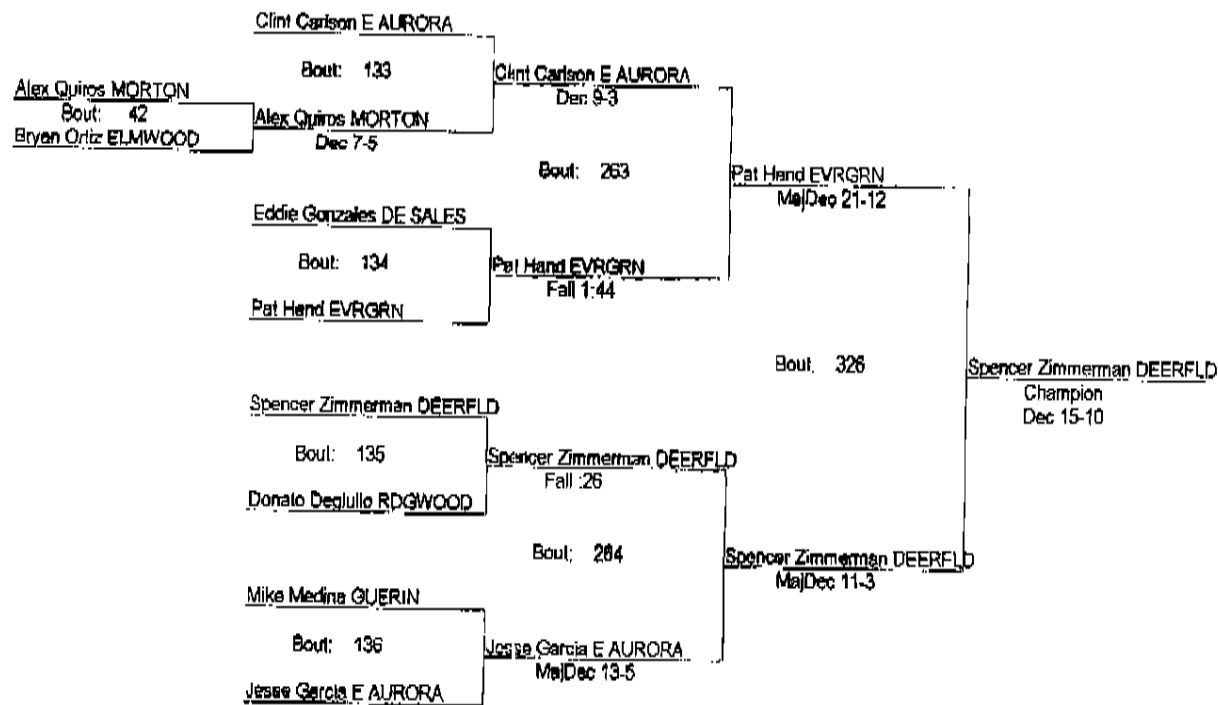 Clint Carlson E AURORA
Bout: 133
Clint Carlson E AURORA
Dec 9-3
Alex Quiros MORTON
Bout: 42
Bryan Ortiz ELMWOOD
Alex Quiros MORTON
Dec 7-5
Bout: 263
Pat Hand EVRGRN
MajDec 21-12
Eddie Gonzales DE SALES
Bout: 134
Pat Hand EVRGRN
Fall 1:44
Pat Hand EVRGRN
Bout: 326
Spencer Zimmerman DEERFLD
Champion
Dec 15-10
Spencer Zimmerman DEERFLD
Bout: 135
Spencer Zimmerman DEERFLD
Fall :26
Donato Degiulio RDGWOOD
Bout: 264
Spencer Zimmerman DEERFLD
MajDec 11-3
Mike Medina GUERIN
Bout: 136
Jesse Garcia E AURORA
MajDec 13-5
Jesse Garcia E AURORA